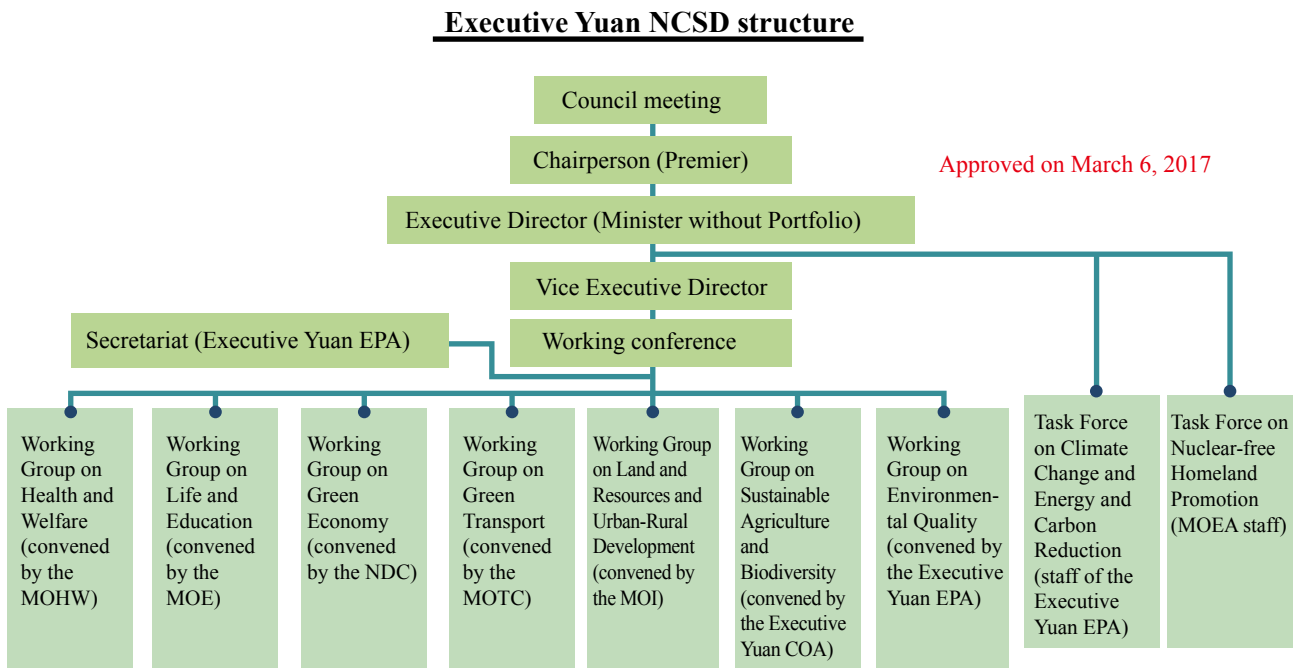 Executive Yuan NCSD structure
Council meeting
Chairperson (Premier)
Approved on March 6, 2017
Executive Director (Minister without Portfolio)
Vice Executive Director
Secretariat (Executive Yuan EPA)
Working conference
Working
Group on
Health and
Welfare
(convened
by the
MOHW)
Working
Group on
Life and
Education
(convened
by the
MOE)
Working
Group on
Green
Economy
(convened
by the NDC)
Working
Group on
Green
Transport
(convened
by the
MOTC)
Working Group
on Land and
Resources and
Urban-Rural
Development
(convened by
the MOI)
Working
Group on
Sustainable
Agriculture
and
Biodiversity
(convened by
the Executive
Yuan COA)
Working
Group on
Environmen-
tal Quality
(convened by
the Executive
Yuan EPA)
Task Force
on Climate
Change and
Energy and
Carbon
Reduction
(staff of the
Executive
Yuan EPA)
Task Force on
Nuclear-free
Homeland
Promotion
(MOEA staff)